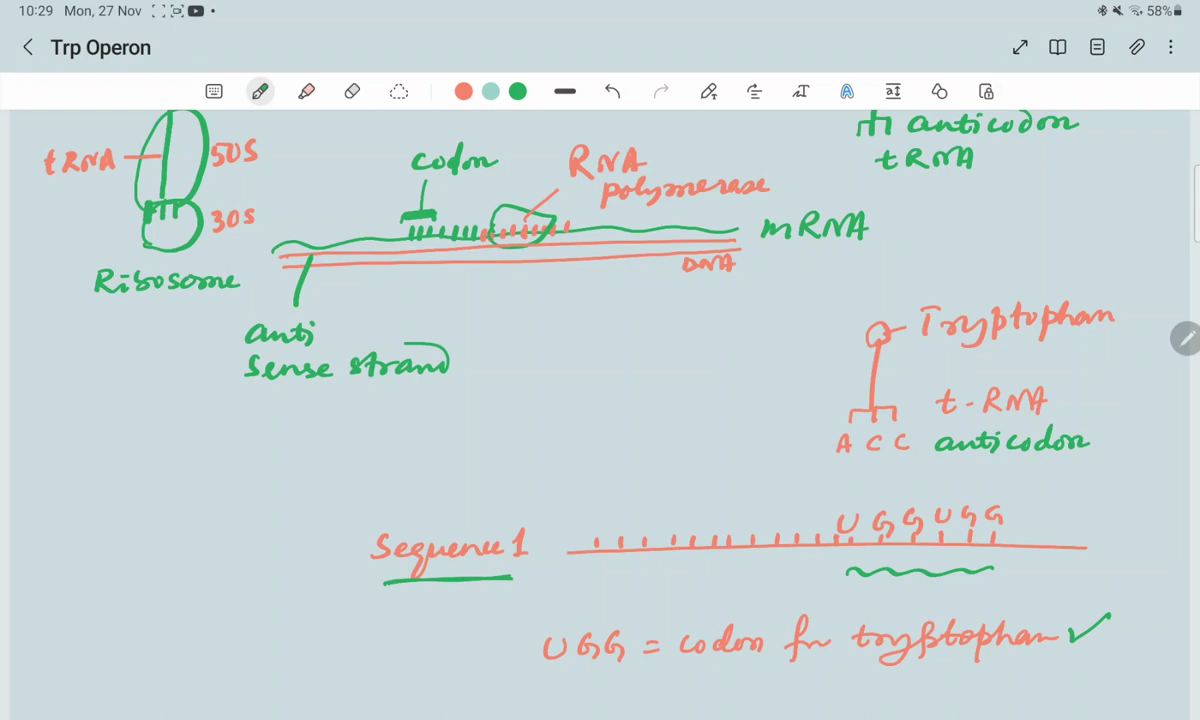 10:29 Mon, 27 Nov
58%
Trp Operon
tRNA
50S
30S
Ribosome
codon
RNA
polymerase
mRNA
DNA
anti
sense strand
anticodon
tRNA
Tryptophan
t-RNA
A C C anticodon
Sequence 1
U G G U G G
UGG = codon for tryptophan ✓